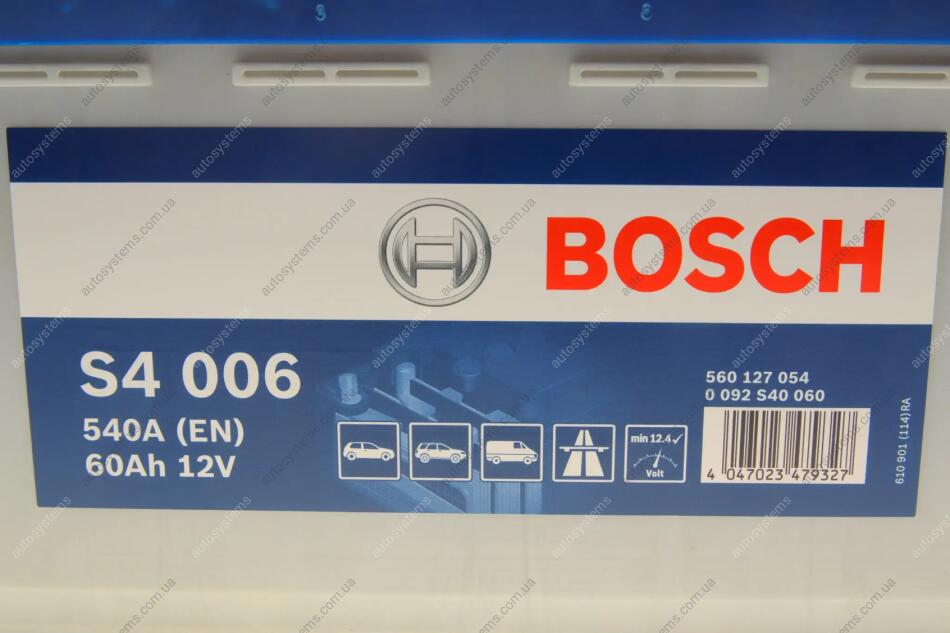 BOSCH
S4 006
540A (EN)
60Ah 12V
min 12.4✓
Volt
560 127 054
0 092 S40 060
4 047023 479327
610 901 (114) RA
autosystems.com.ua